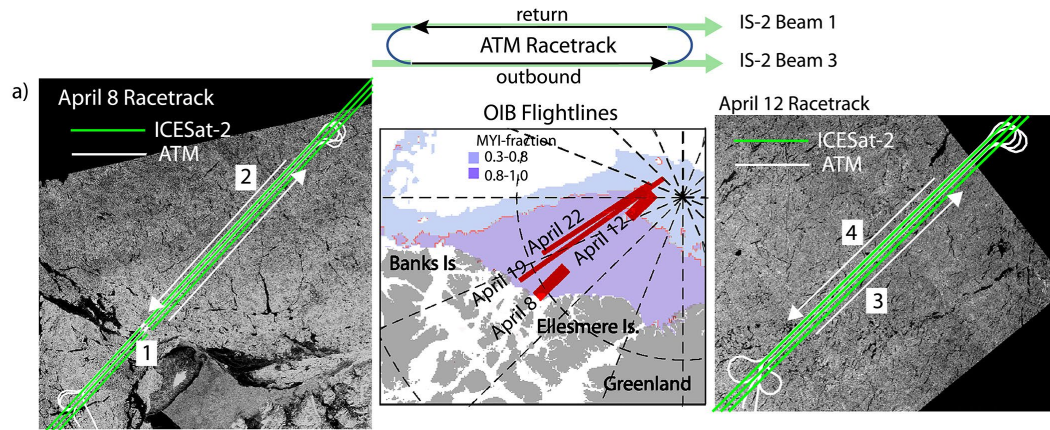 return
IS-2 Beam 1
ATM Racetrack
IS-2 Beam 3
outbound
a)
April 8 Racetrack
ICESat-2
ATM
2
1
OIB Flightlines
MYI-fraction
0.3-0.8
0.8-1.0
April 22
April 12
April 19
April 8
Banks Is
Ellesmere Is.
Greenland
April 12 Racetrack
ICESat-2
ATM
4
3